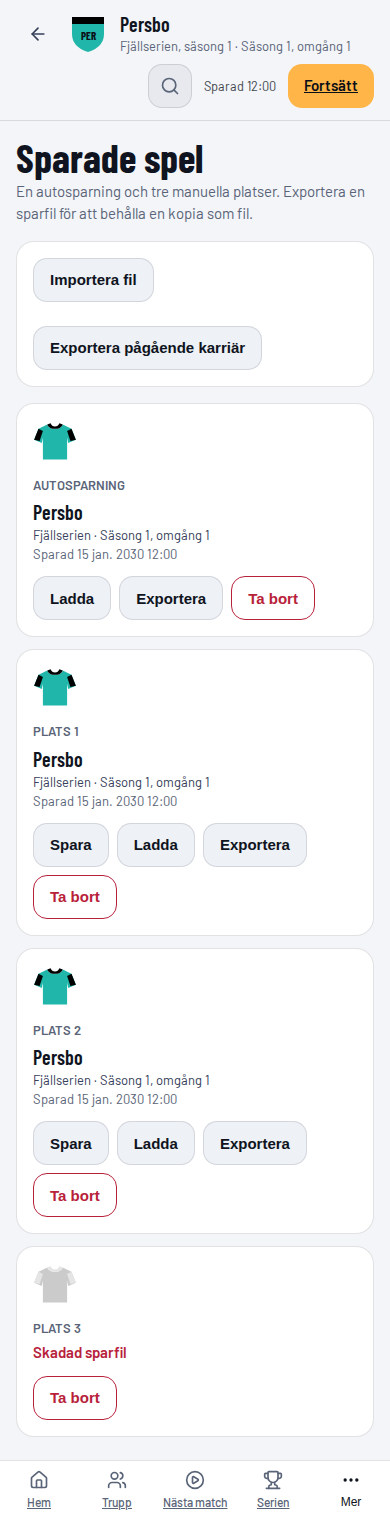 PER
Persbo
Fjällserien, säsong 1 · Säsong 1, omgång 1
Sparad 12:00
Fortsätt
Sparade spel
En autosparning och tre manuella platser. Exportera en
sparfil för att behålla en kopia som fil.
Importera fil
Exportera pågående karriär
AUTOSPARNING
Persbo
Fjällserien · Säsong 1, omgång 1
Sparad 15 jan. 2030 12:00
Ladda
Exportera
Ta bort
PLATS 1
Persbo
Fjällserien · Säsong 1, omgång 1
Sparad 15 jan. 2030 12:00
Spara
Ladda
Exportera
Ta bort
PLATS 2
Persbo
Fjällserien · Säsong 1, omgång 1
Sparad 15 jan. 2030 12:00
Spara
Ladda
Exportera
Ta bort
PLATS 3
Skadad sparfil
Ta bort
Hem
Trupp
Nästa match
Serien
Mer